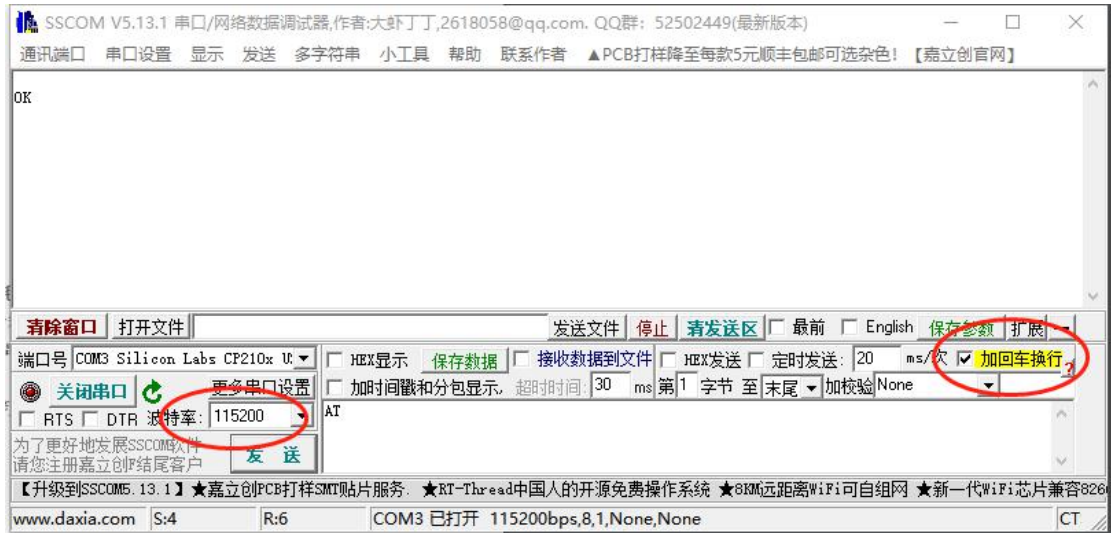 SSCOM V5.13.1 串口/网络数据调试器,作者:大虾丁丁,2618058@qq.com. QQ群: 52502449(最新版本)
通讯端口 串口设置 显示 发送 多字符串 小工具 帮助 联系作者 ▲PCB打样降至每款5元顺丰包邮可选杂色!【嘉立创官网】
OK
清除窗口 打开文件 发送文件 停止 清发送区 最前 English 保存参数 扩展
端口号 COM3 Silicon Labs CP210x U HEX显示 保存数据 接收数据到文件 HEX发送 定时发送: 20 ms/次 加回车换行
关闭串口 更多串口设置 加时间戳和分包显示, 超时时间: 30 ms 第1 字节 至 末尾 加校验 None ?
RTS DTR 波特率: 115200 AT
为了更好地发展SSCOM软件
请您注册嘉立创F结尾客户 发 送
【升级到SSCOM5.13.1】★嘉立创PCB打样SMT贴片服务. ★RT-Thread中国人的开源免费操作系统 ★8KM远距离WiFi可自组网 ★新一代WiFi芯片兼容826
www.daxia.com S:4 R:6 COM3 已打开 115200bps,8,1,None,None CT